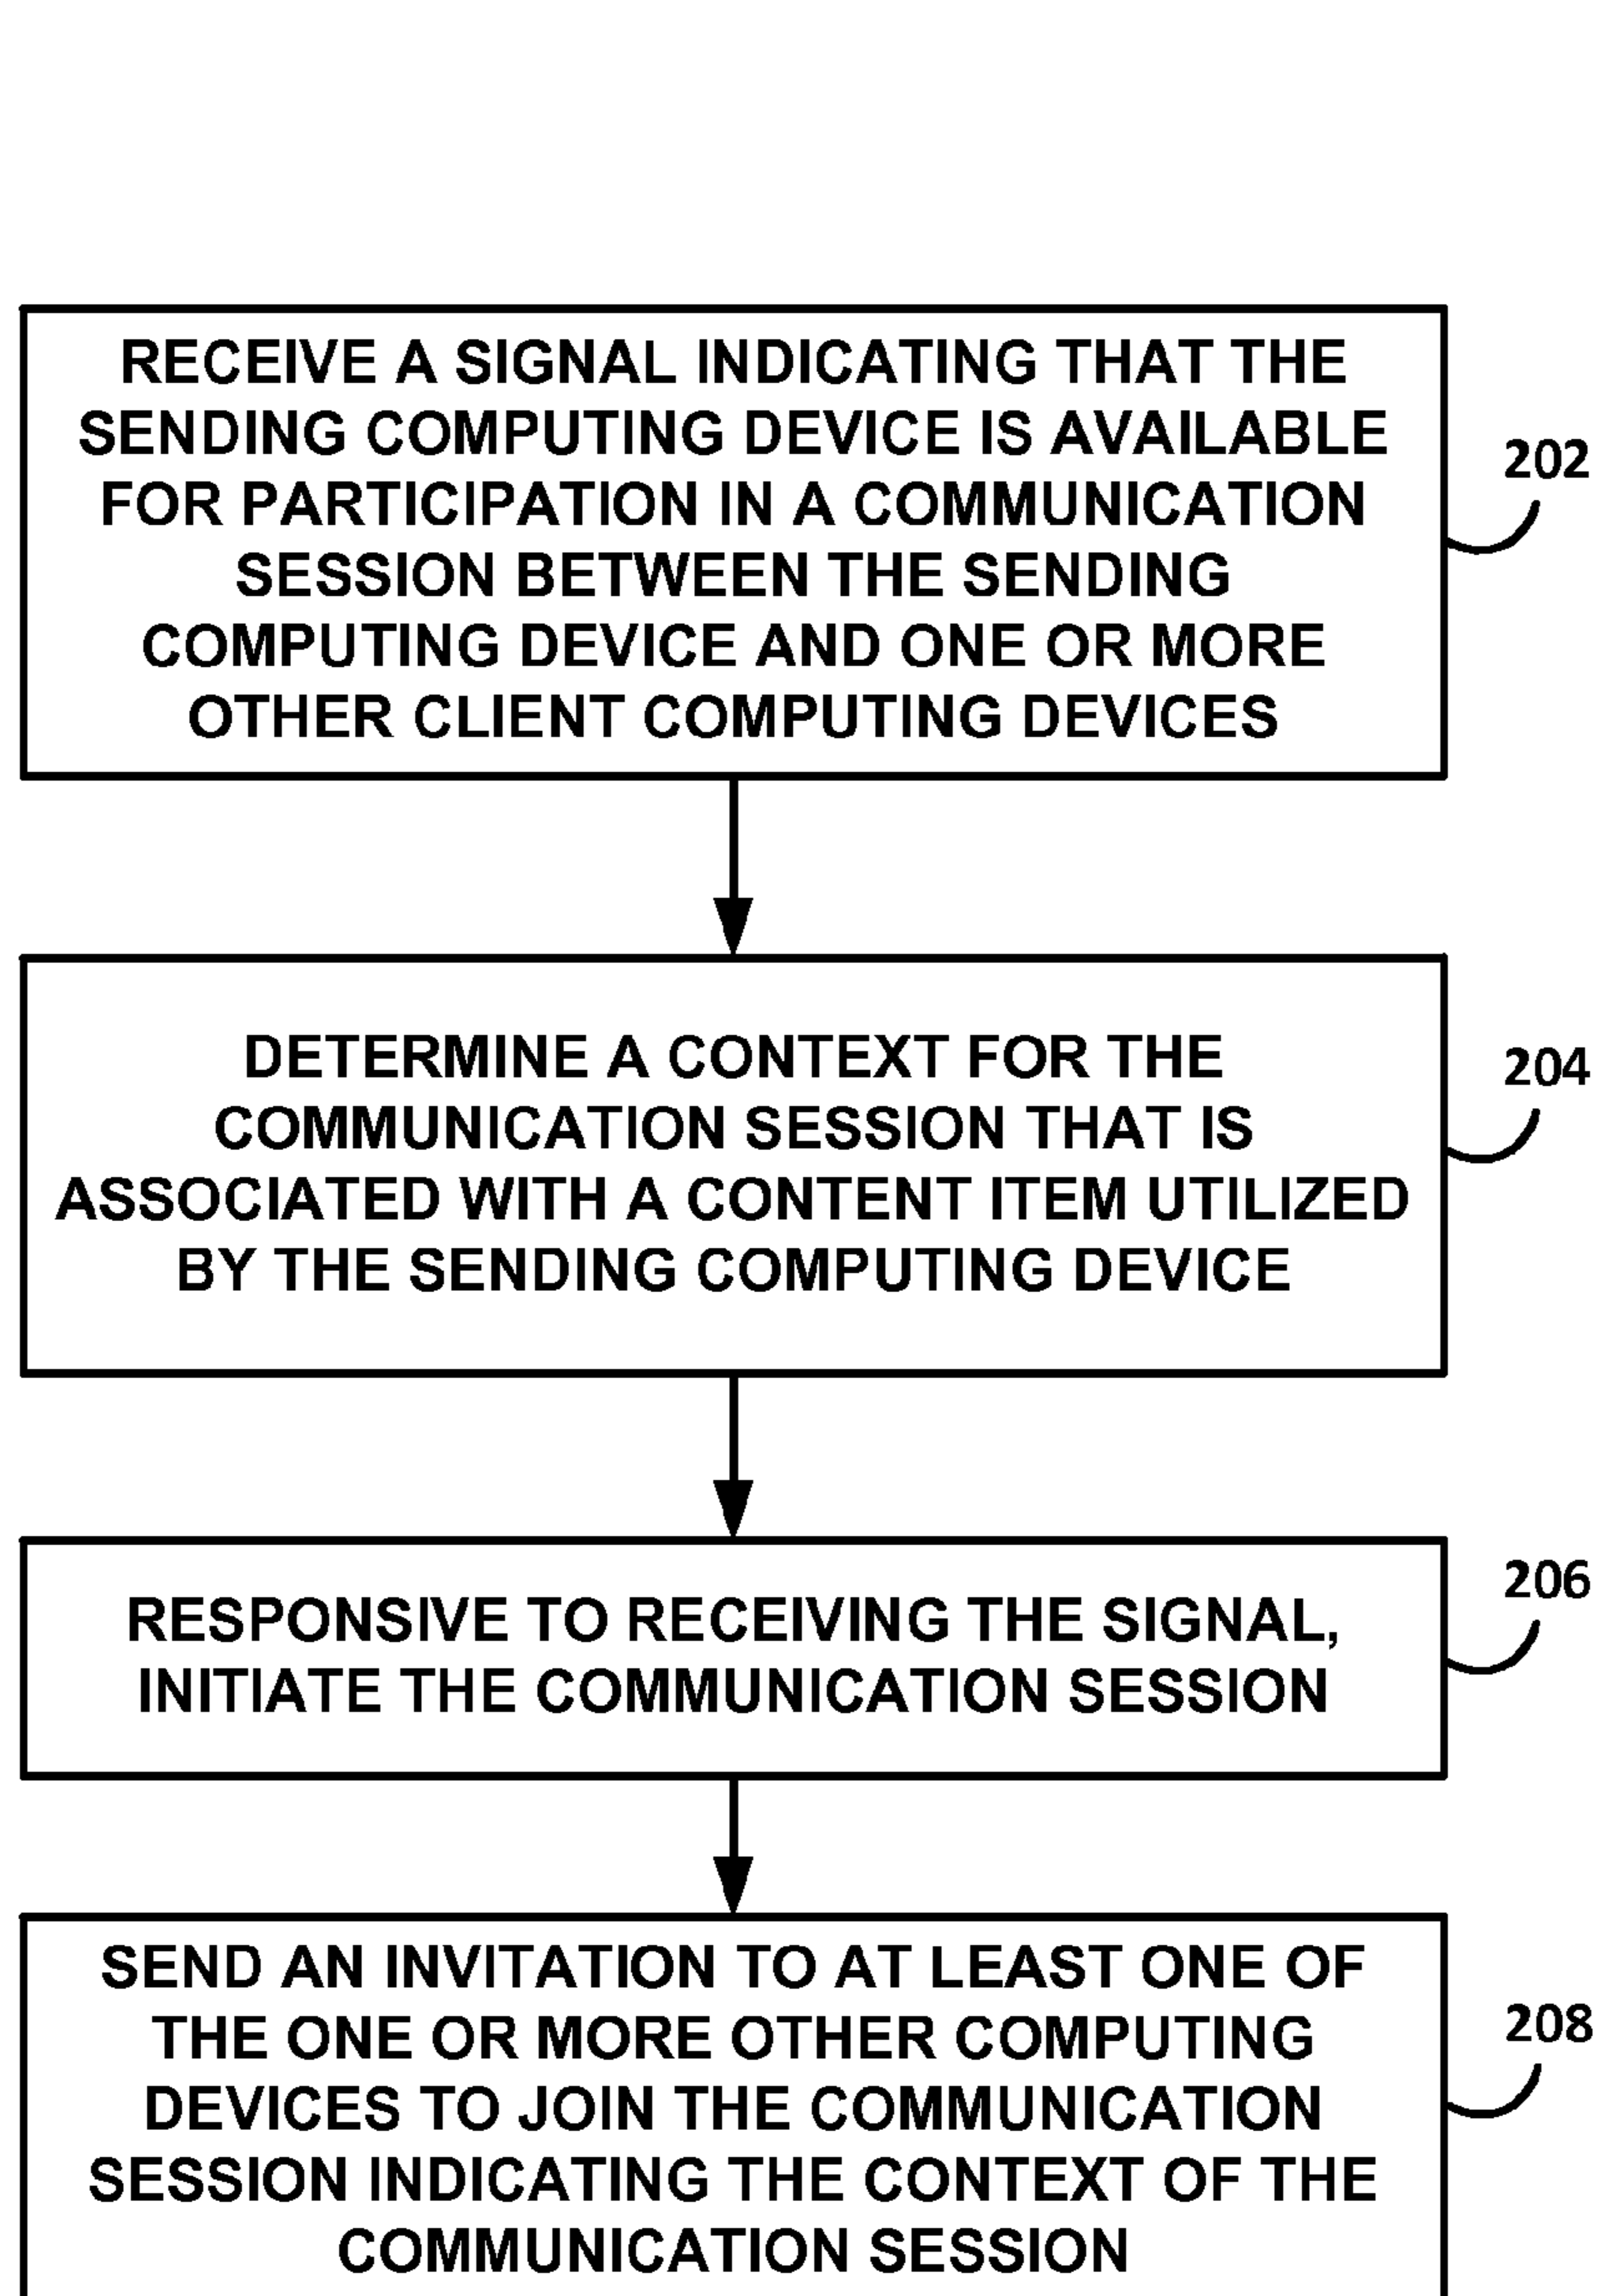 RECEIVE A SIGNAL INDICATING THAT THE
SENDING COMPUTING DEVICE IS AVAILABLE
FOR PARTICIPATION IN A COMMUNICATION
SESSION BETWEEN THE SENDING
COMPUTING DEVICE AND ONE OR MORE
OTHER CLIENT COMPUTING DEVICES
202
DETERMINE A CONTEXT FOR THE
COMMUNICATION SESSION THAT IS
ASSOCIATED WITH A CONTENT ITEM UTILIZED
BY THE SENDING COMPUTING DEVICE
204
RESPONSIVE TO RECEIVING THE SIGNAL,
INITIATE THE COMMUNICATION SESSION
206
SEND AN INVITATION TO AT LEAST ONE OF
THE ONE OR MORE OTHER COMPUTING
DEVICES TO JOIN THE COMMUNICATION
SESSION INDICATING THE CONTEXT OF THE
COMMUNICATION SESSION
208